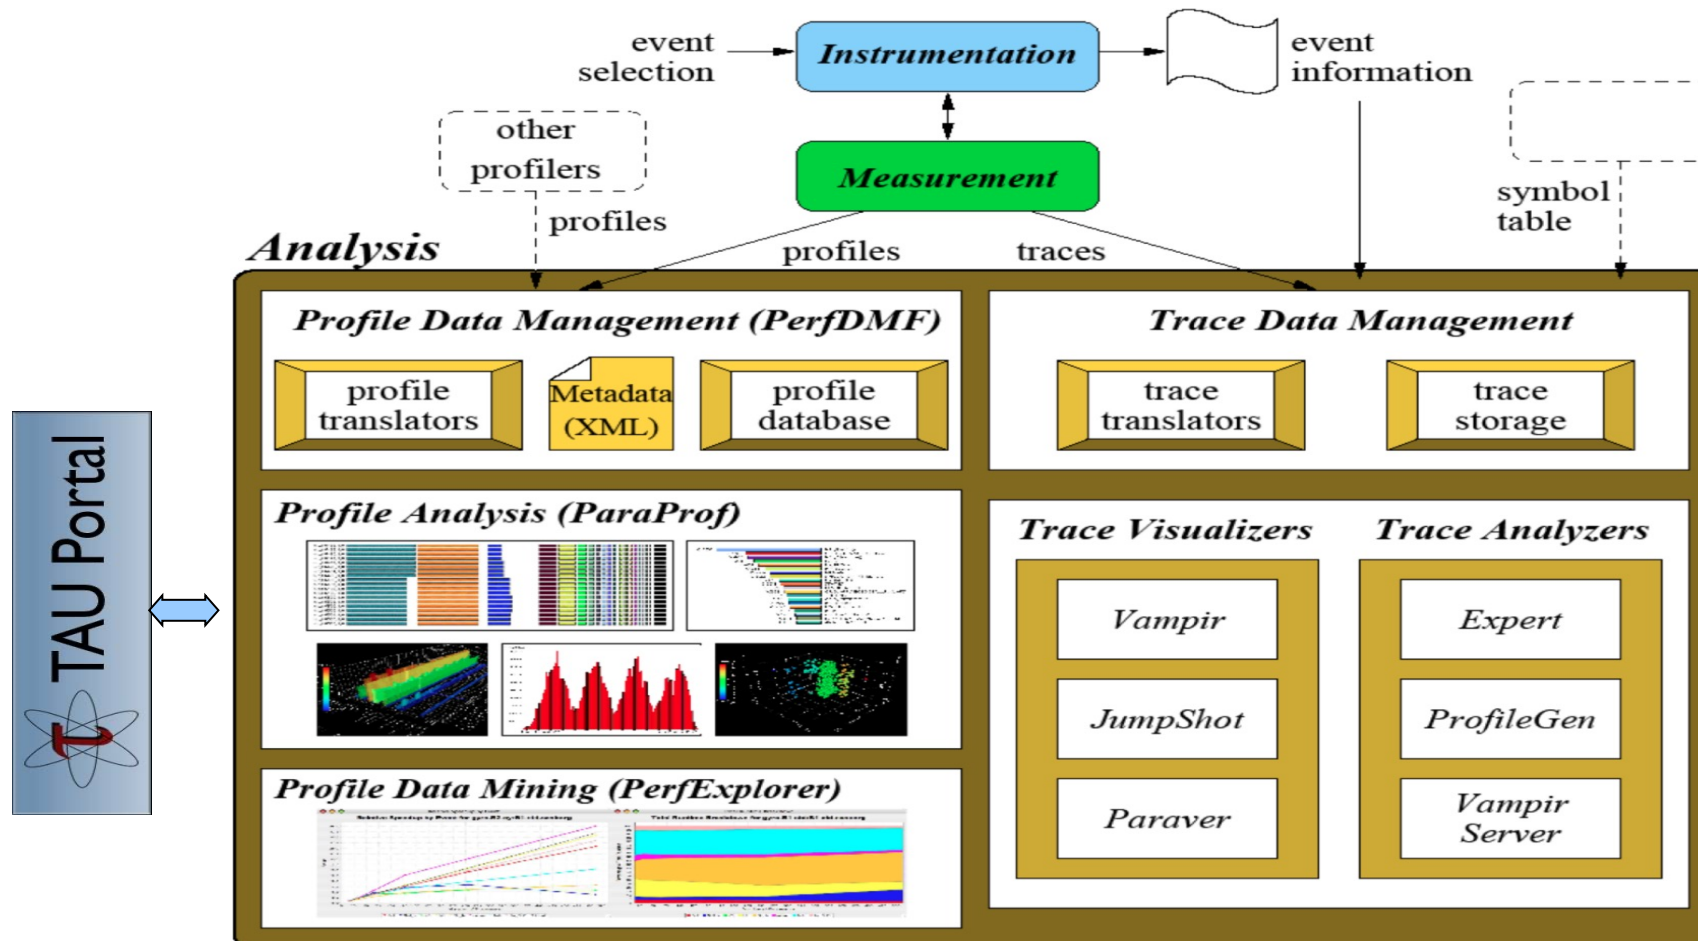 event
selection
Instrumentation
event
information
other
profilers
Measurement
symbol
table
profiles
Analysis
profiles
traces
Profile Data Management (PerfDMF)
profile
translators
Metadata
(XML)
profile
database
Trace Data Management
trace
translators
trace
storage
TAU Portal
Profile Analysis (ParaProf)
Profile Data Mining (PerfExplorer)
Trace Visualizers
Vampir
JumpShot
Paraver
Trace Analyzers
Expert
ProfileGen
Vampir
Server